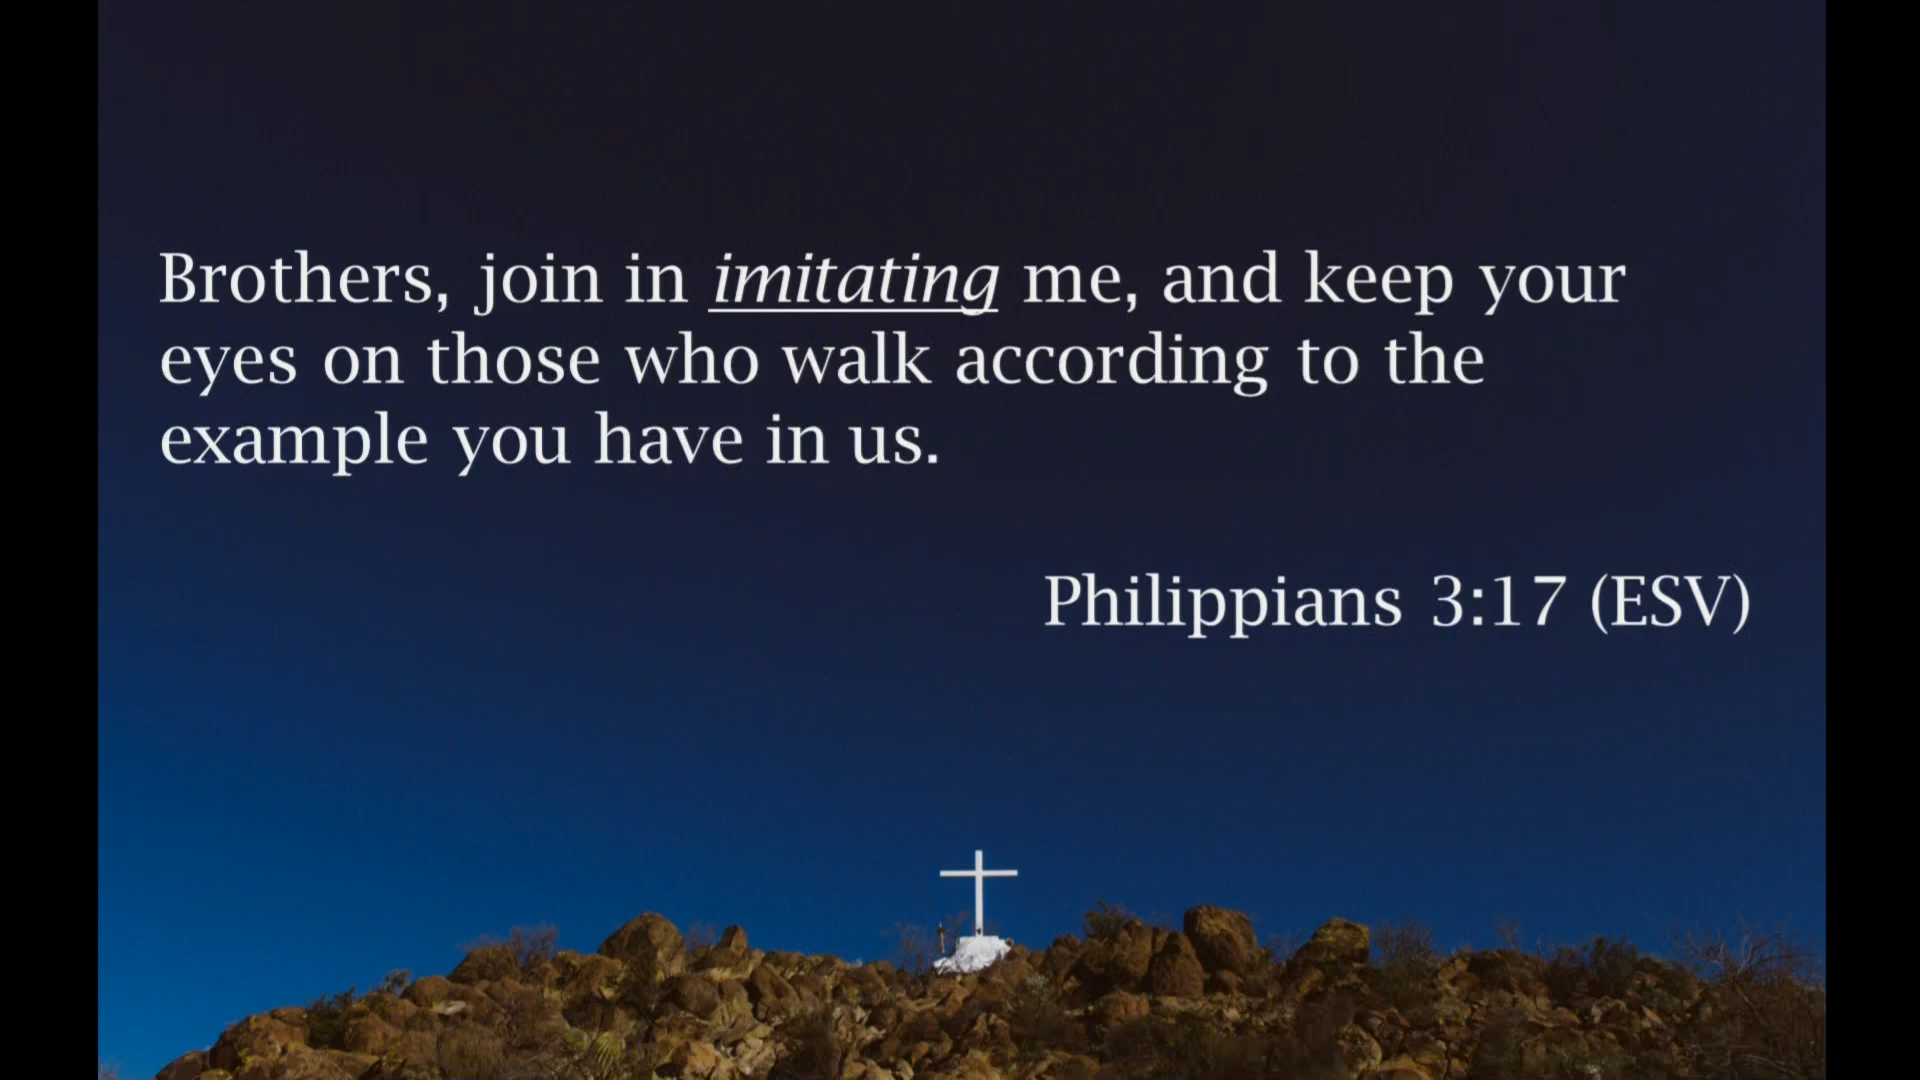 Brothers, join in imitating me, and keep your
eyes on those who walk according to the
example you have in us.
Philippians 3:17 (ESV)